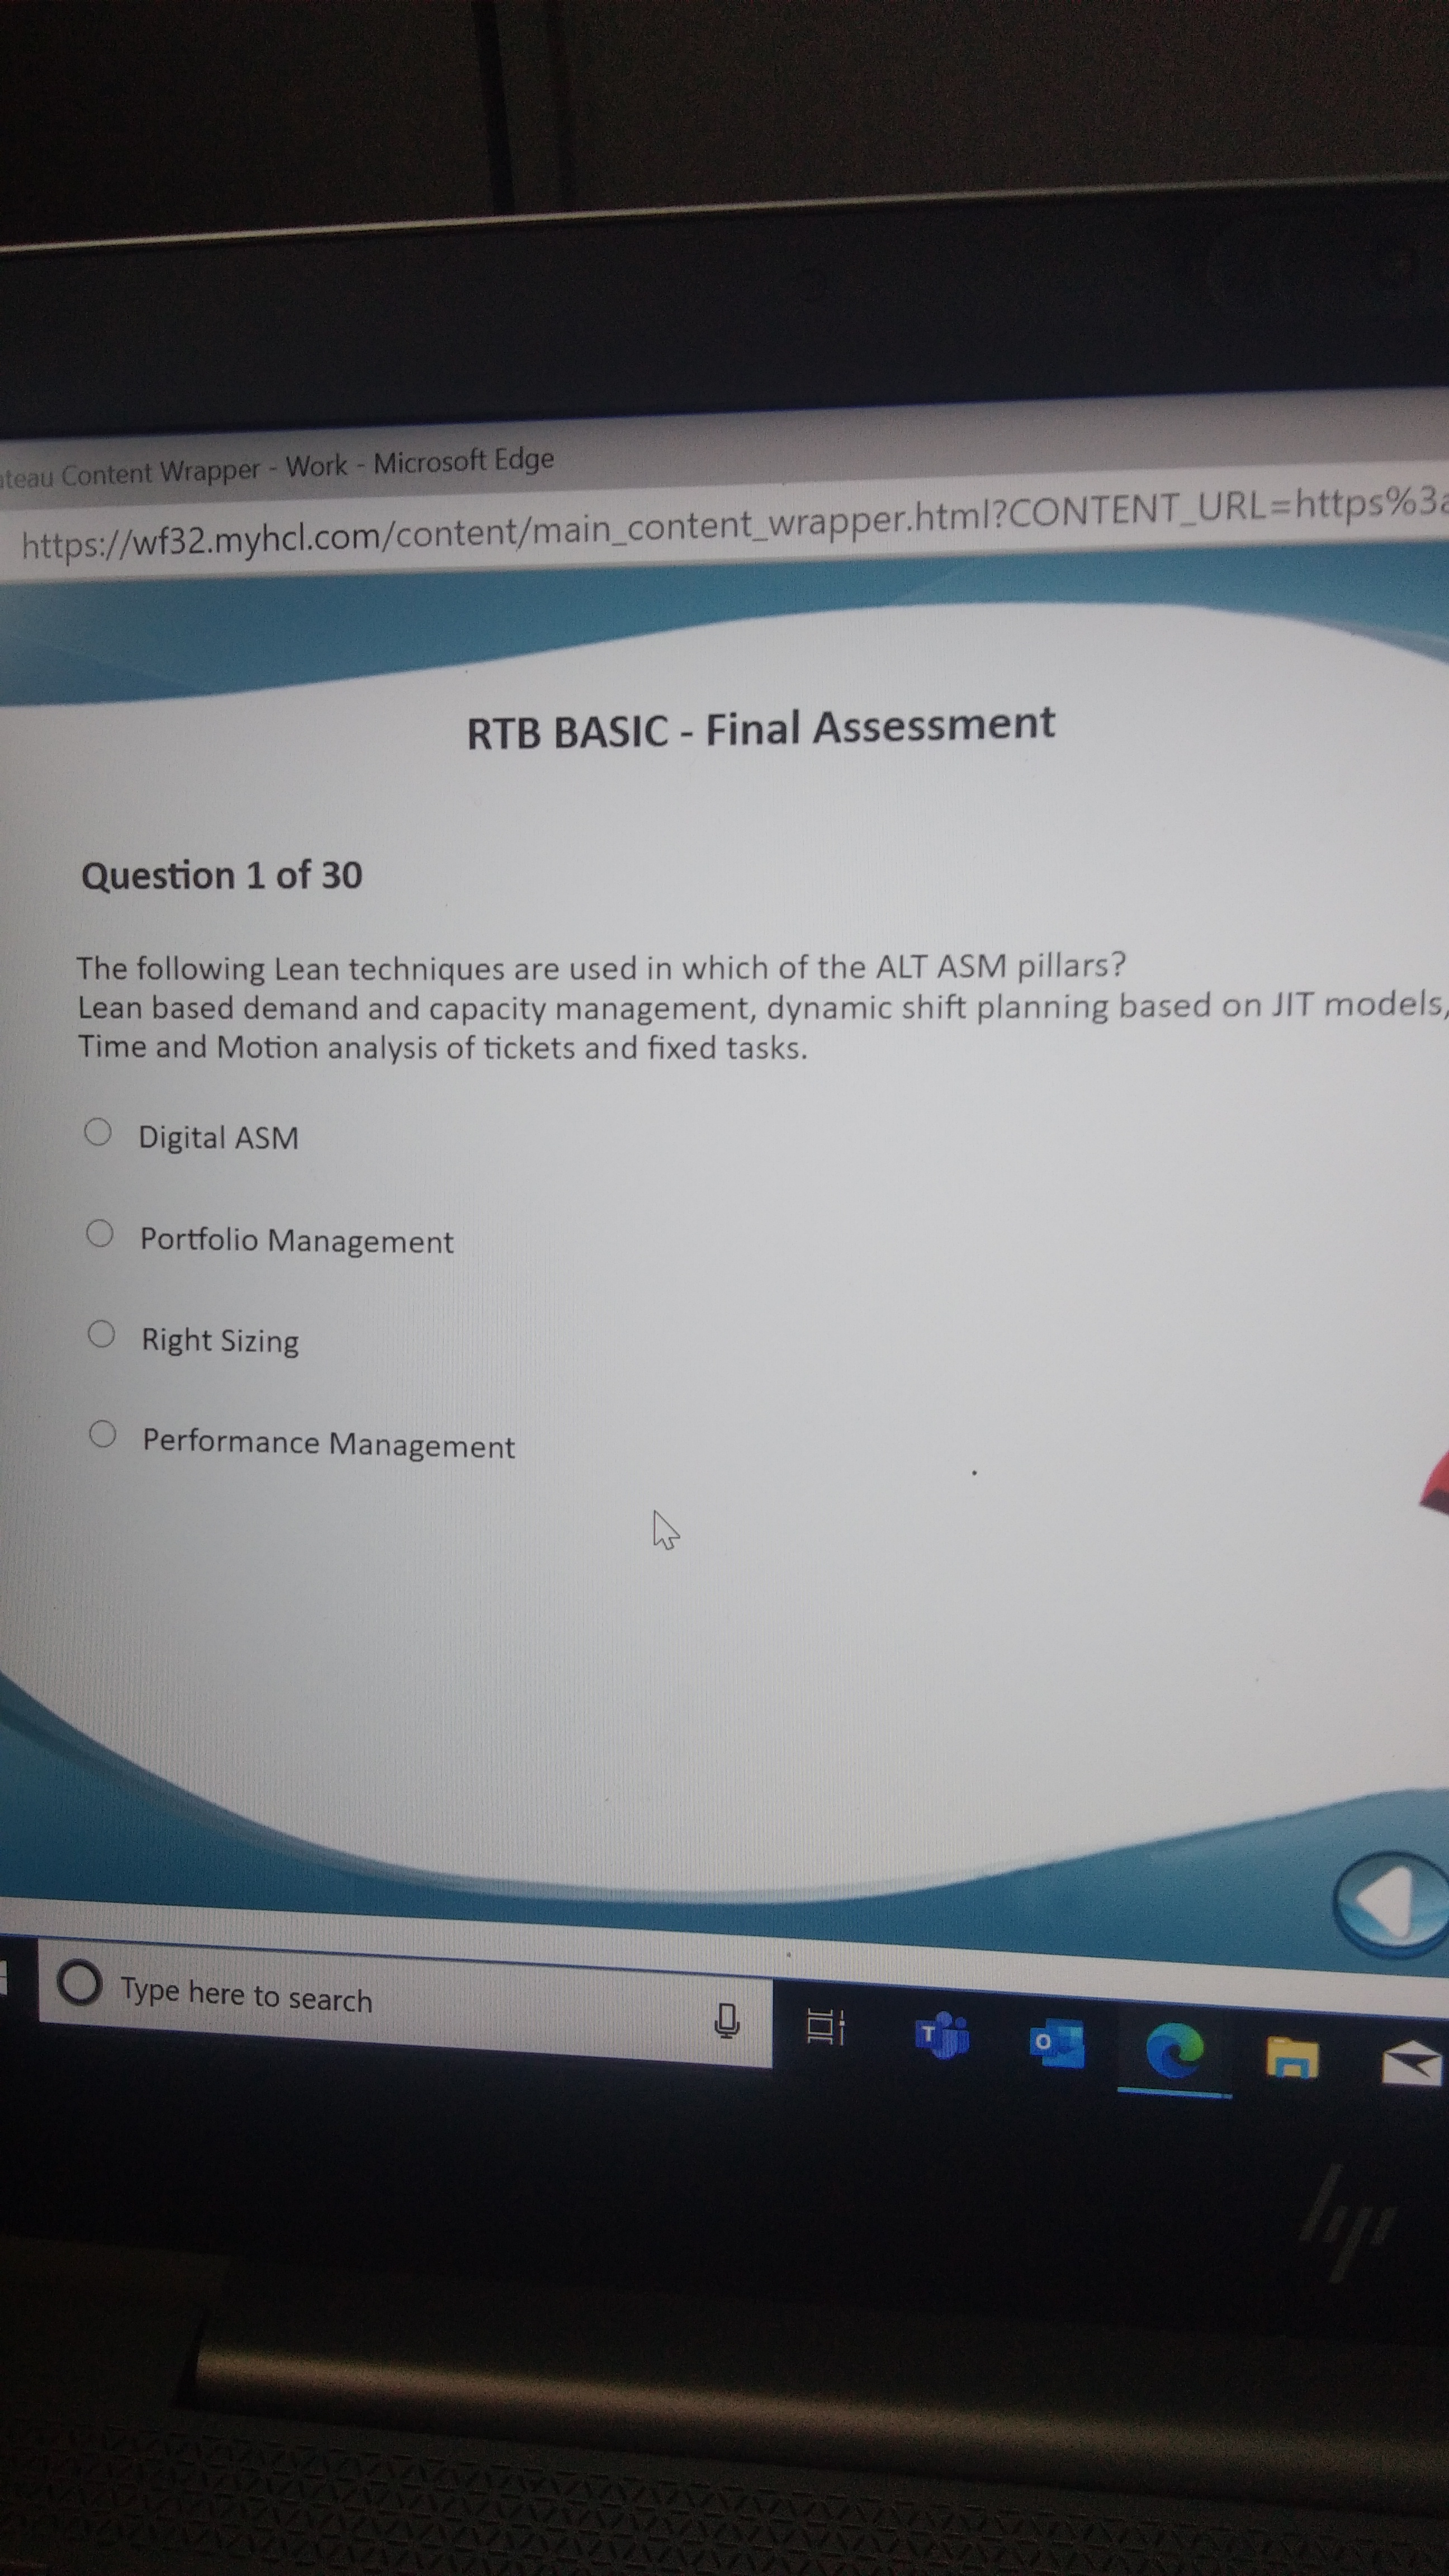 ateau Content Wrapper - Work - Microsoft Edge
https://wf32.myhcl.com/content/main_content_wrapper.html?CONTENT_URL=https%3a
RTB BASIC - Final Assessment
Question 1 of 30
The following Lean techniques are used in which of the ALT ASM pillars?
Lean based demand and capacity management, dynamic shift planning based on JIT models,
Time and Motion analysis of tickets and fixed tasks.
Digital ASM
Portfolio Management
Right Sizing
Performance Management
Type here to search
hp